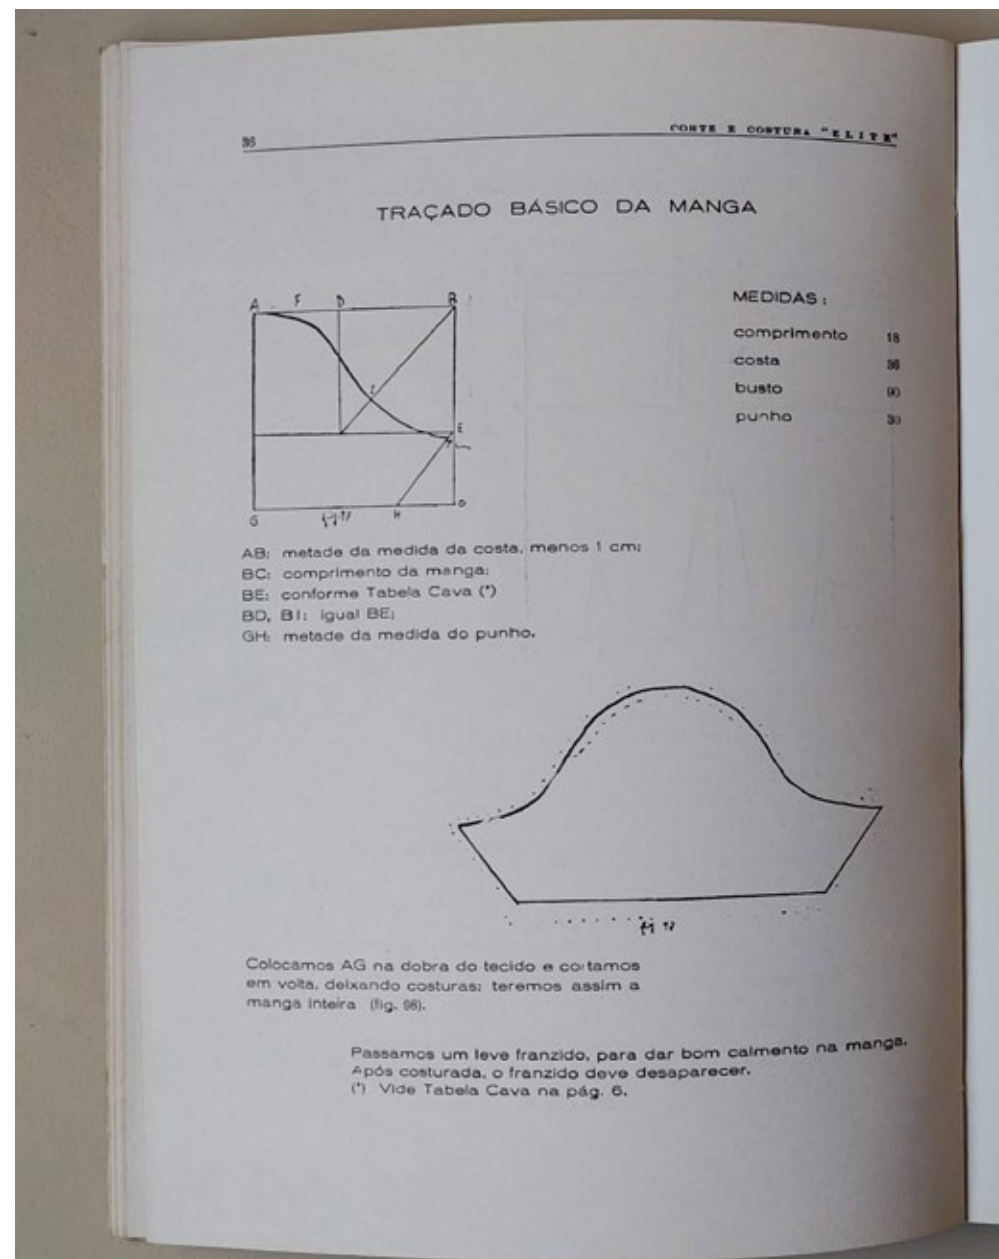 36
CORTE E COSTURA "ELITE"
TRAÇADO BÁSICO DA MANGA
A F D B
I
E
G H
MEDIDAS:
comprimento 18
costa 36
busto 90
punho 30
AB: metade da medida da costa, menos 1 cm;
BC: comprimento da manga;
BE: conforme Tabela Cava (*)
BD, BI: igual BE;
GH: metade da medida do punho.
Colocamos AG na dobra do tecido e cortamos
em volta, deixando costuras; teremos assim a
manga inteira (fig. 98).
Passamos um leve franzido, para dar bom caimento na manga.
Após costurada, o franzido deve desaparecer.
(*) Vide Tabela Cava na pág. 6.